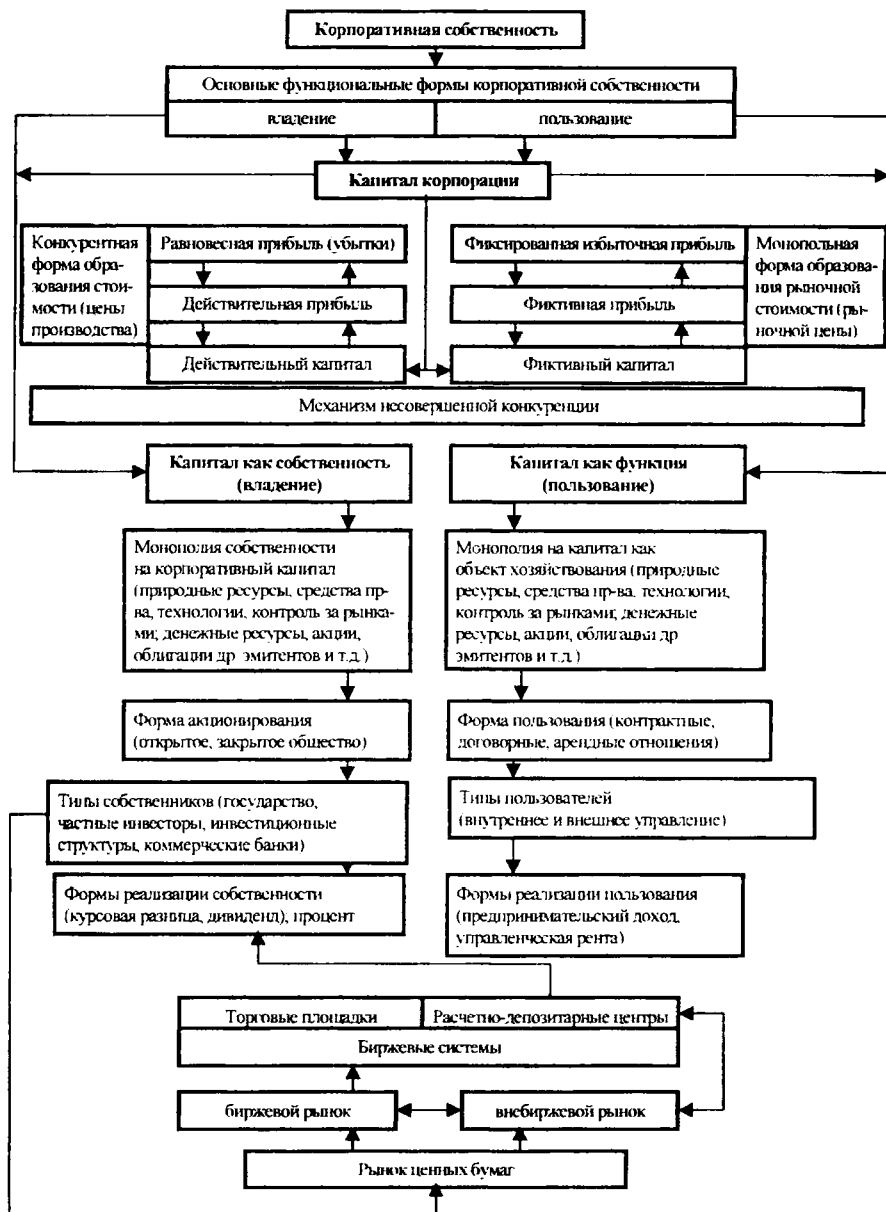 Корпоративная собственность
Основные функциональные формы корпоративной собственности
владение
пользование
Капитал корпорации
Конкурентная
форма обра-
зования стои-
мости (цены
производства)
Равновесная прибыль (убытки)
Действительная прибыль
Действительный капитал
Фиксированная избыточная прибыль
Фиктивная прибыль
Фиктивный капитал
Монопольная
форма образова-
ния рыночной
стоимости (ры-
ночной цены)
Механизм несовершенной конкуренции
Капитал как собственность
(владение)
Капитал как функция
(пользование)
Монополия собственности
на корпоративный капитал
(природные ресурсы, средства пр-
ва, технологии, контроль за рынка-
ми; денежные ресурсы, акции,
облигации др. эмитентов и т.д.)
Монополия на капитал как
объект хозяйствования (природные
ресурсы, средства пр-ва, технологии,
контроль за рынками; денежные
ресурсы, акции, облигации др.
эмитентов и т.д.)
Форма акционирования
(открытое, закрытое общество)
Форма пользования (контрактные,
договорные, арендные отношения)
Типы собственников (государство,
частные инвесторы, инвестиционные
структуры, коммерческие банки)
Типы пользователей
(внутреннее и внешнее управление)
Формы реализации собственности
(курсовая разница, дивиденд), процент
Формы реализации пользования
(предпринимательский доход,
управленческая рента)
Торговые площадки
Расчетно-депозитарные центры
Биржевые системы
биржевой рынок
внебиржевой рынок
Рынок ценных бумаг